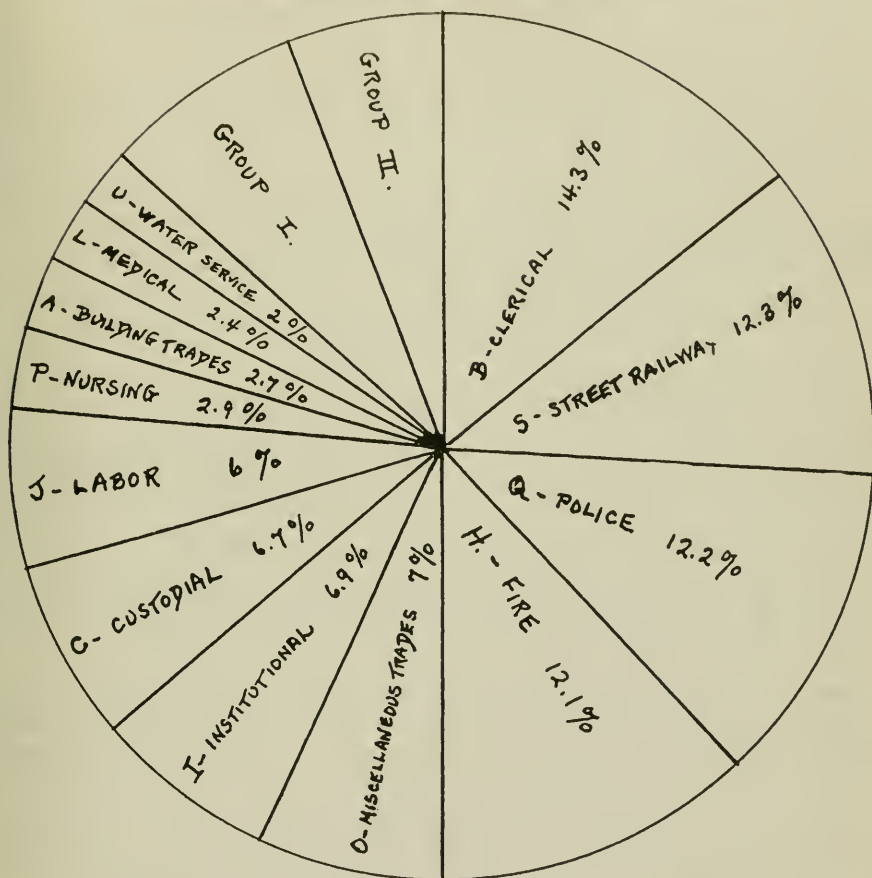 B-CLERICAL 14.3%
S-STREET RAILWAY 12.3%
Q-POLICE 12.2%
H.-FIRE 12.1%
O-MISCELLANEOUS TRADES 7%
I-INSTITUTIONAL 6.9%
C-CUSTODIAL 6.7%
J-LABOR 6%
P-NURSING 2.9%
A-BUILDING TRADES 2.7%
L-MEDICAL 2.4%
U-WATER SERVICE 2%
GROUP I.
GROUP II.